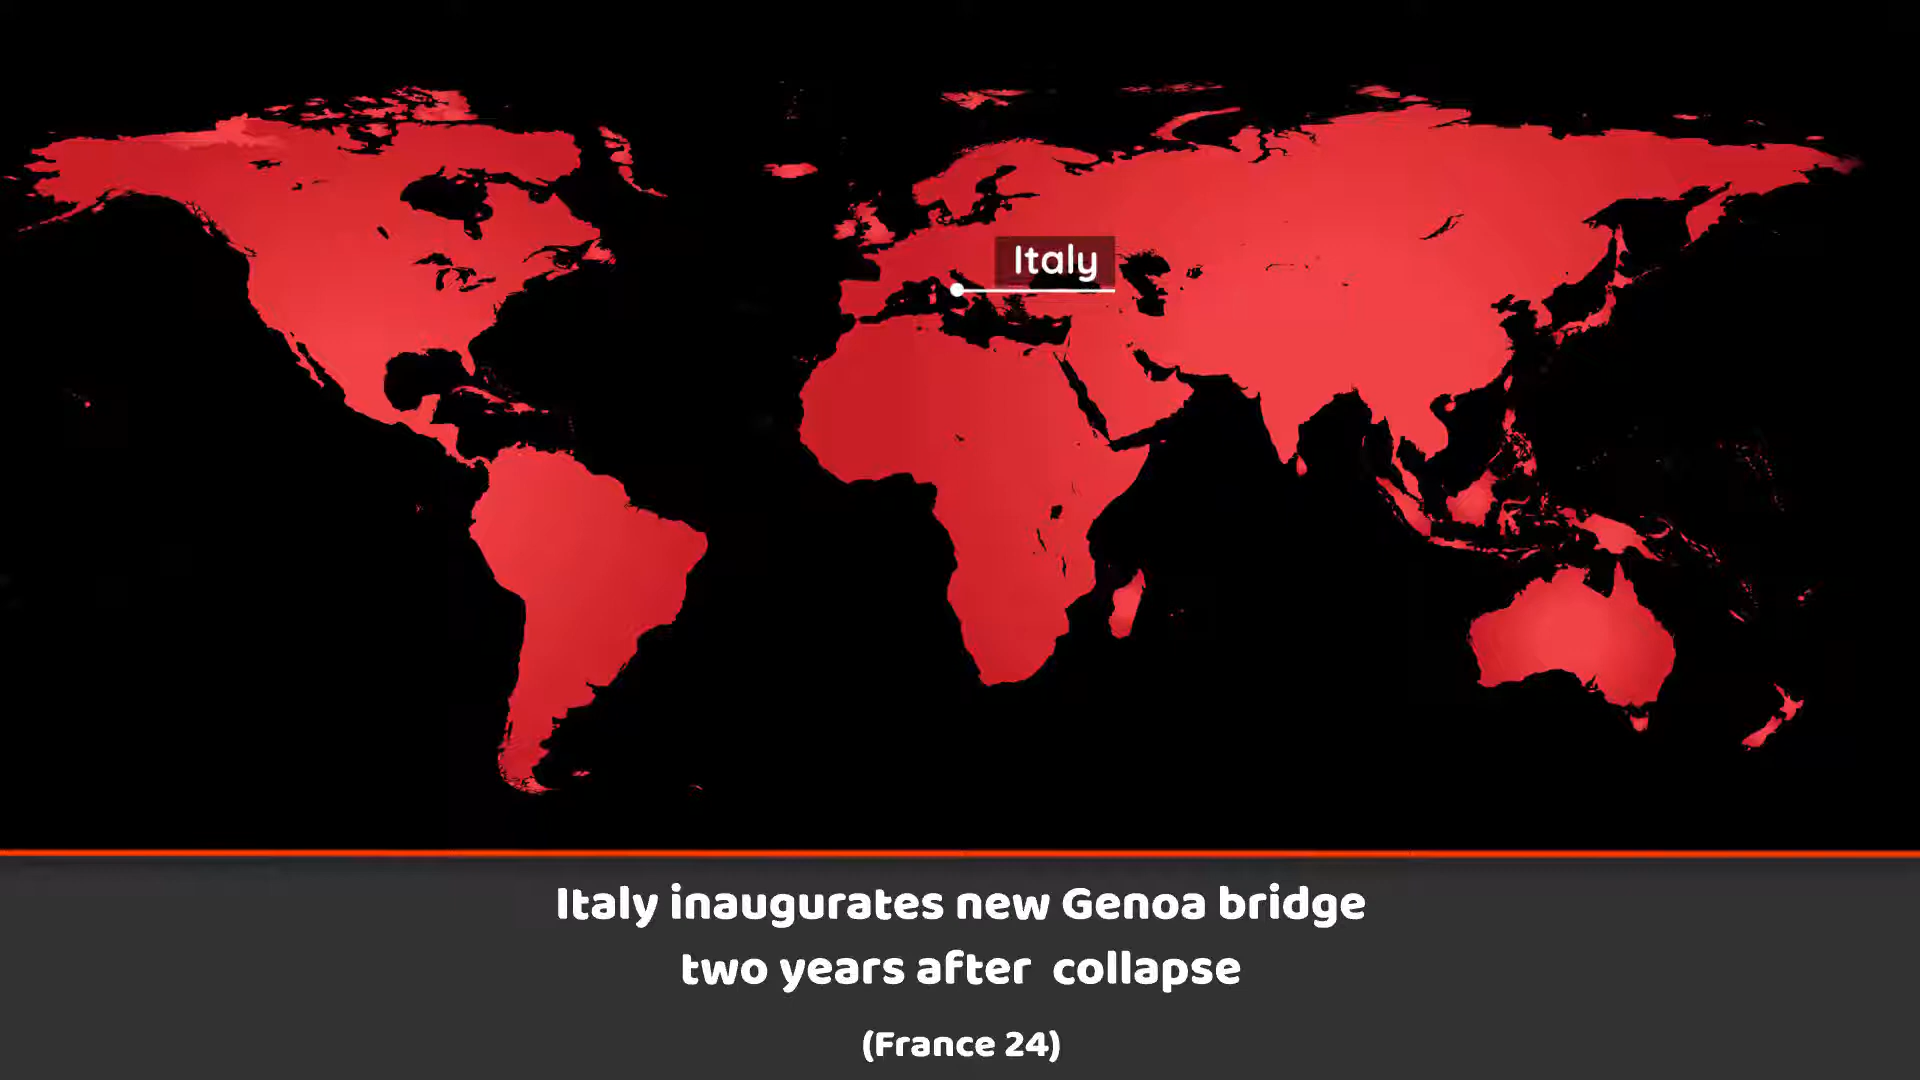 Italy
Italy inaugurates new Genoa bridge
two years after collapse
(France 24)